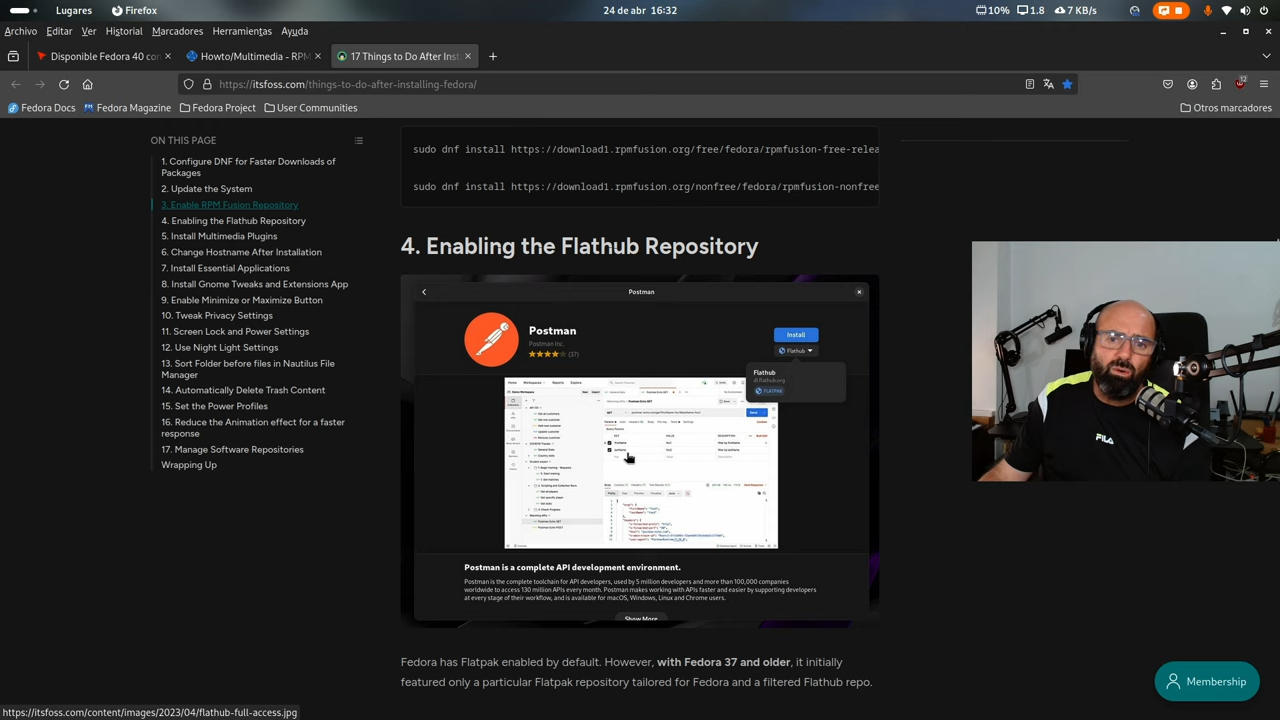 Lugares
Firefox
24 de abr 16:32
10%
1.8
7 KB/s
Archivo Editar Ver Historial Marcadores Herramientas Ayuda
Disponible Fedora 40 con
Howto/Multimedia - RPM
17 Things to Do After Inst
https://itsfoss.com/things-to-do-after-installing-fedora/
12
Fedora Docs
Fedora Magazine
Fedora Project
User Communities
Otros marcadores
ON THIS PAGE
1. Configure DNF for Faster Downloads of
Packages
2. Update the System
3. Enable RPM Fusion Repository
4. Enabling the Flathub Repository
5. Install Multimedia Plugins
6. Change Hostname After Installation
7. Install Essential Applications
8. Install Gnome Tweaks and Extensions App
9. Enable Minimize or Maximize Button
10. Tweak Privacy Settings
11. Screen Lock and Power Settings
12. Use Night Light Settings
13. Sort Folder before files in Nautilus File
Manager
14. Automatically Delete Trash Content
15. Set the Power Profiles
16. Reduce the Animation effect for a faster
response
17. Manage Software Repositories
Wrapping Up
sudo dnf install https://download1.rpmfusion.org/free/fedora/rpmfusion-free-relea
sudo dnf install https://download1.rpmfusion.org/nonfree/fedora/rpmfusion-nonfree
4. Enabling the Flathub Repository
Postman
Postman
Postman Inc.
(37)
Install
Flathub
Flathub
dl.flathub.org
FLATPAK
Postman is a complete API development environment.
Postman is the complete toolchain for API developers, used by 5 million developers and more than 100,000 companies
worldwide to access 130 million APIs every month. Postman makes working with APIs faster and easier by supporting developers
at every stage of their workflow, and is available for macOS, Windows, Linux and Chrome users.
Show More
Fedora has Flatpak enabled by default. However, with Fedora 37 and older, it initially
featured only a particular Flatpak repository tailored for Fedora and a filtered Flathub repo.
Membership
https://itsfoss.com/content/images/2023/04/flathub-full-access.jpg